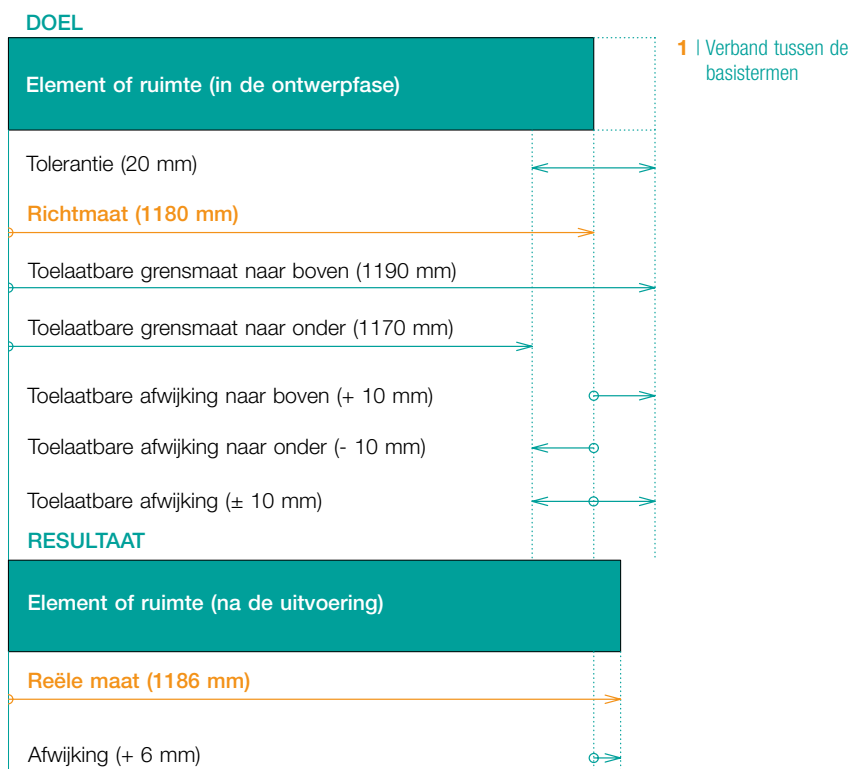 DOEL
1 | Verband tussen de
basistermen
Element of ruimte (in de ontwerpfase)
Tolerantie (20 mm)
Richtmaat (1180 mm)
Toelaatbare grensmaat naar boven (1190 mm)
Toelaatbare grensmaat naar onder (1170 mm)
Toelaatbare afwijking naar boven (+ 10 mm)
Toelaatbare afwijking naar onder (- 10 mm)
Toelaatbare afwijking (± 10 mm)
RESULTAAT
Element of ruimte (na de uitvoering)
Reële maat (1186 mm)
Afwijking (+ 6 mm)